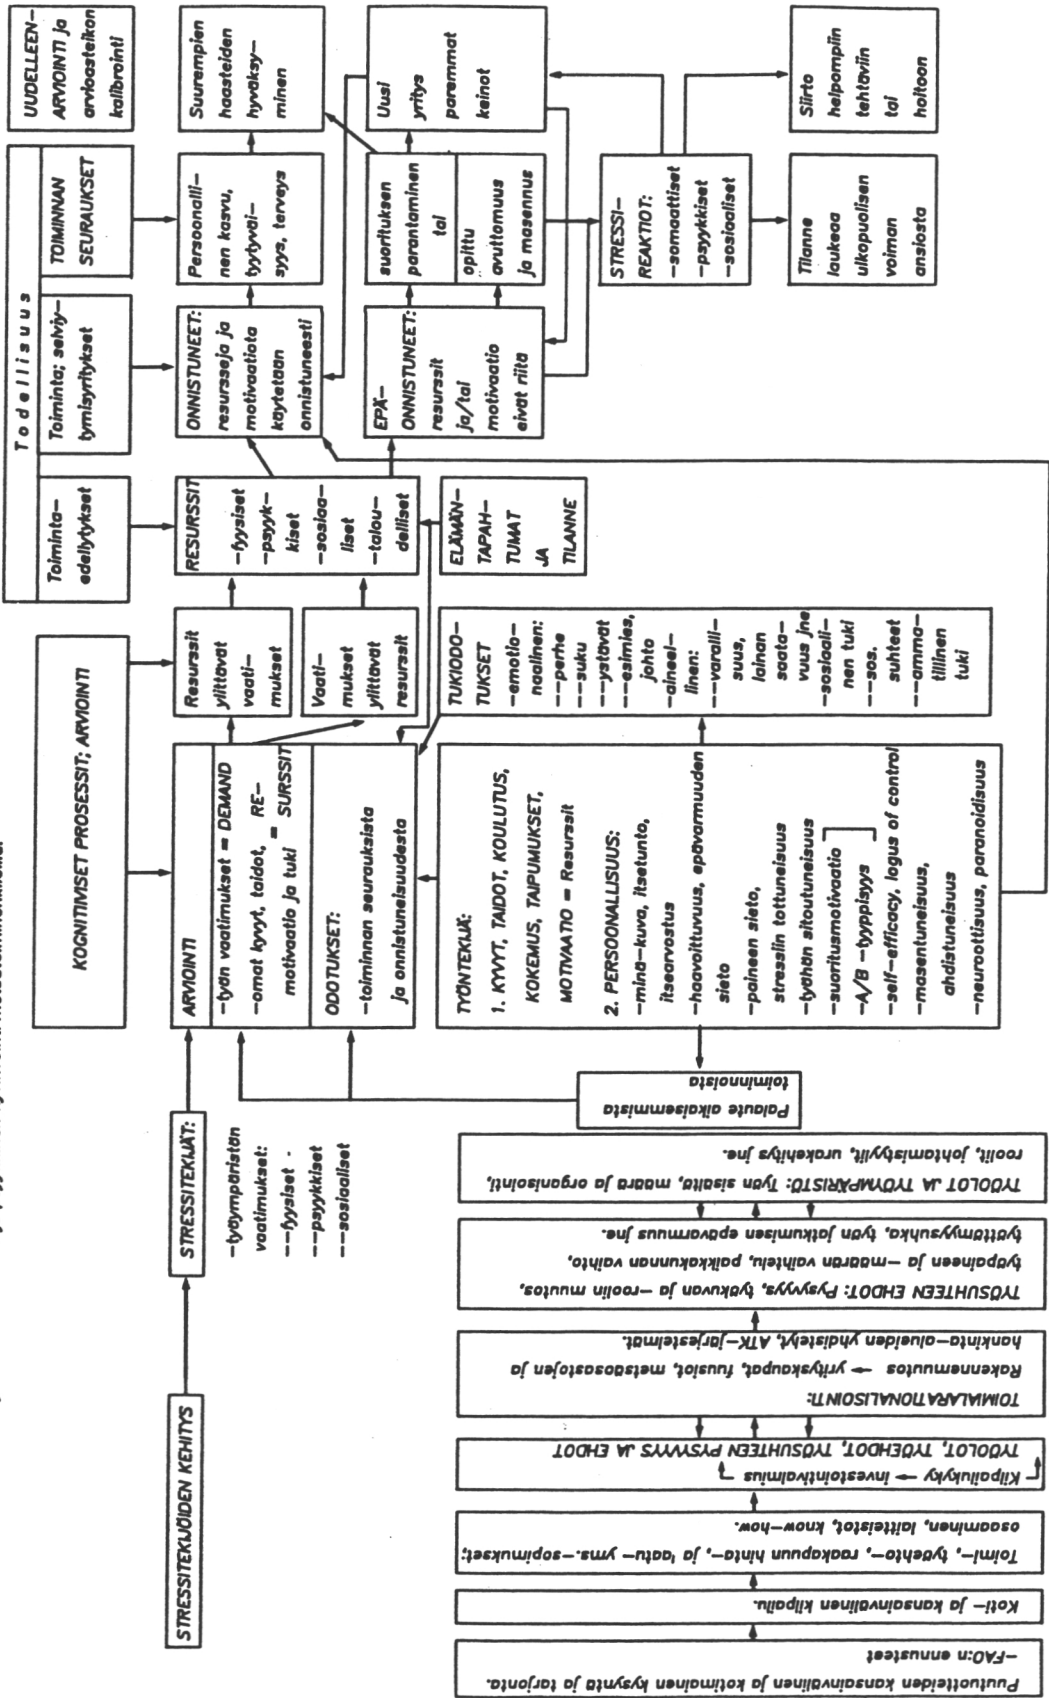 STRESSITEKIJÖIDEN KEHITYS
STRESSITEKIJÄT:
-työympäristön
vaatimukset:
--fyysiset -
--psyykkiset
--sosiaaliset
KOGNITIIVISET PROSESSIT; ARVIOINTI
Todellisuus
Toiminta-
edellytykset
Toiminta; selviy-
tymisyritykset
TOIMINNAN
SEURAUKSET
UUDELLEEN-
ARVIOINTI ja
arvioasteikon
kalibrointi
ARVIOINTI
-työn vaatimukset = DEMAND
-omat kyvyt, taidot, = RE-
motivaatio ja tuki SURSSIT
ODOTUKSET:
-toiminnan seurauksista
ja onnistuneisuudesta
Resurssit
ylittävät
vaati-
mukset
Vaati-
mukset
ylittävät
resurssit
RESURSSIT
-fyysiset
-psyyk-
kiset
-sosiaa-
liset
-talou-
delliset
ONNISTUNEET:
resursseja ja
motivaatiota
käytetään
onnistuneesti
EPÄ-
ONNISTUNEET:
resurssit
ja/tai
motivaatio
eivät riitä
Persoonalli-
nen kasvu,
tyytyväi-
syys, terveys
suorituksen
parantaminen
tai
opittu
avuttomuus
ja masennus
Suurempien
haasteiden
hyväksy-
minen
Uusi
yritys
paremmat
keinot
STRESSI-
REAKTIOT:
-somaattiset
-psyykkiset
-sosiaaliset
Siirto
helpompiin
tehtäviin
tai
hoitoon
Tilanne
laukeaa
ulkopuolisen
voiman
ansiosta
ELÄMÄN-
TAPAH-
TUMAT
JA
TILANNE
TUKIODO-
TUKSET
-emotio-
naalinen:
--perhe
--suku
--ystävät
--esimies,
johto
-aineel-
linen:
--varalli-
suus,
lainan
saata-
vuus jne
-sosiaali-
nen tuki
--sos.
suhteet
--amma-
tillinen
tuki
TYÖNTEKIJÄ:
1. KYVYT, TAIDOT, KOULUTUS,
KOKEMUS, TAIPUMUKSET,
MOTIVAATIO = Resurssit
2. PERSOONALLISUUS:
-minä-kuva, itsetunto,
itsearvostus
-haavoittuvuus, epävarmuuden
sieto
-paineen sieto,
stressiin tottuneisuus
-työhön sitoutuneisuus
-suoritusmotivaatio
-A/B -tyyppisyys
-self-efficacy, logus of control
-masentuneisuus,
ahdistuneisuus
-neuroottisuus, paranoidisuus
Palaute aikaisemmista
toiminnoista
TYÖOLOT JA TYÖMPÄRISTÖ: Työn sisältö, määrä ja organisointi,
roolit, johtamistyylit, urakehitys jne.
TYÖSUHTEEN EHDOT: Pysyvyys, työkuvan ja -roolin muutos,
työpaineen ja -määrän vaihtelu, paikkakunnan vaihto,
työttömyysuhka, työn jatkumisen epävarmuus jne.
TOIMIALARATIONALISOINTI:
Rakennemuutos → yrityskaupat, fuusiot, metsäosastojen ja
hankinta-alueiden yhdistelyt, ATK-järjestelmät.
Kilpailukyky → investointivalmius
TYÖOLOT, TYÖEHDOT, TYÖSUHTEEN PYSYVYYS JA EHDOT
Toimi-, työehto-, raakapuun hinta-, ja 'laatu- yms.-sopimukset;
osaaminen, laitteistot, know-how.
Koti- ja kansainvälinen kilpailu.
Puutuotteiden kansainvälinen ja kotimainen kysyntä ja tarjonta.
-FAO:n ennusteet